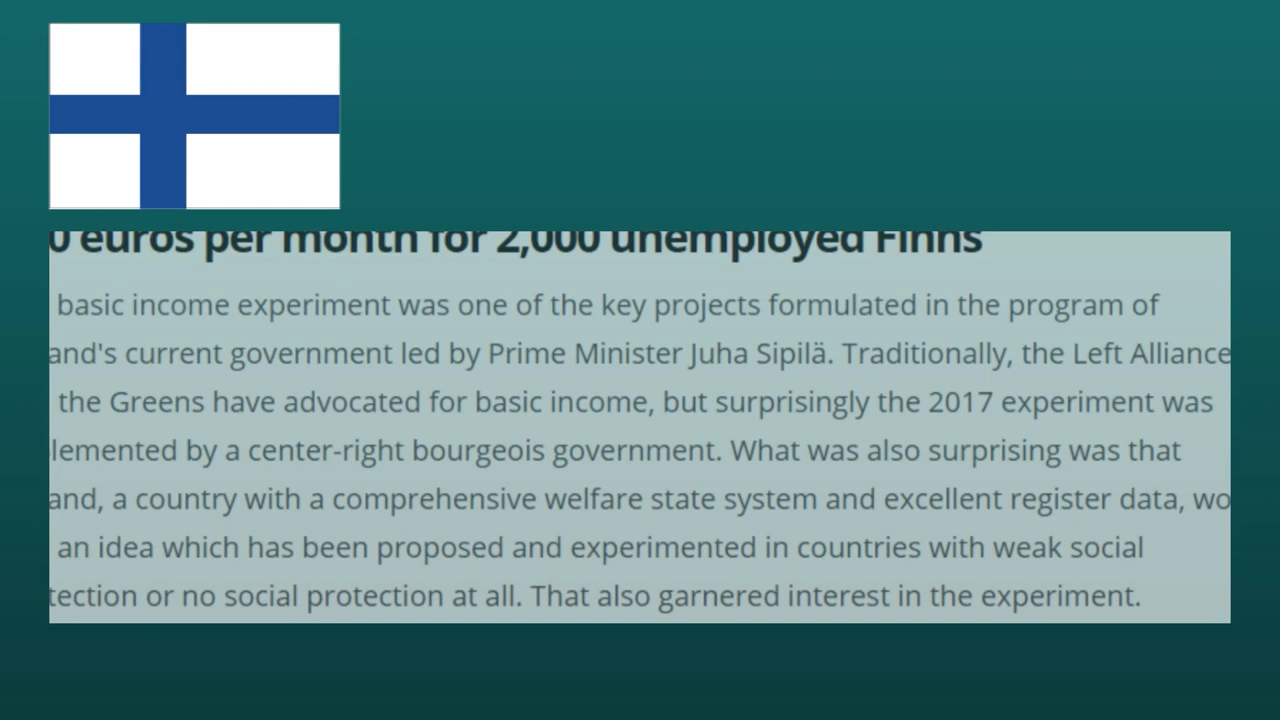 0 euros per month for 2,000 unemployed Finns
basic income experiment was one of the key projects formulated in the program of
and's current government led by Prime Minister Juha Sipilä. Traditionally, the Left Alliance
the Greens have advocated for basic income, but surprisingly the 2017 experiment was
lemented by a center-right bourgeois government. What was also surprising was that
and, a country with a comprehensive welfare state system and excellent register data, wo
an idea which has been proposed and experimented in countries with weak social
tection or no social protection at all. That also garnered interest in the experiment.